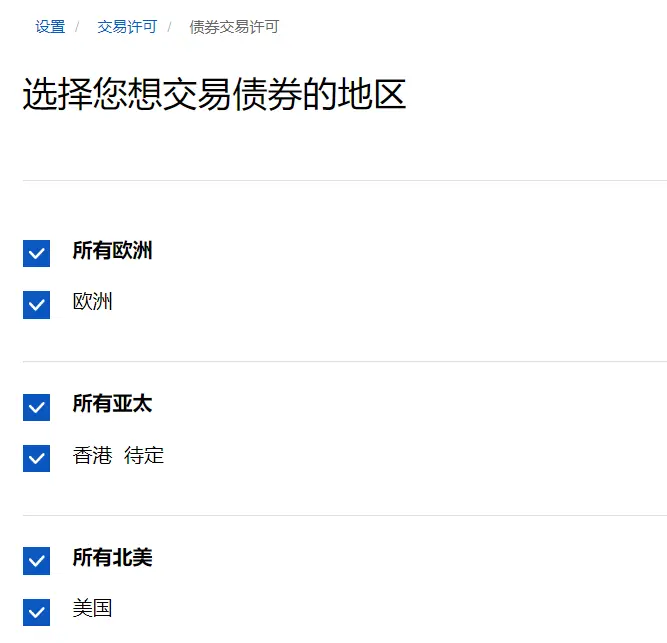 设置 / 交易许可 / 债券交易许可
选择您想交易债券的地区
所有欧洲
欧洲
所有亚太
香港 待定
所有北美
美国